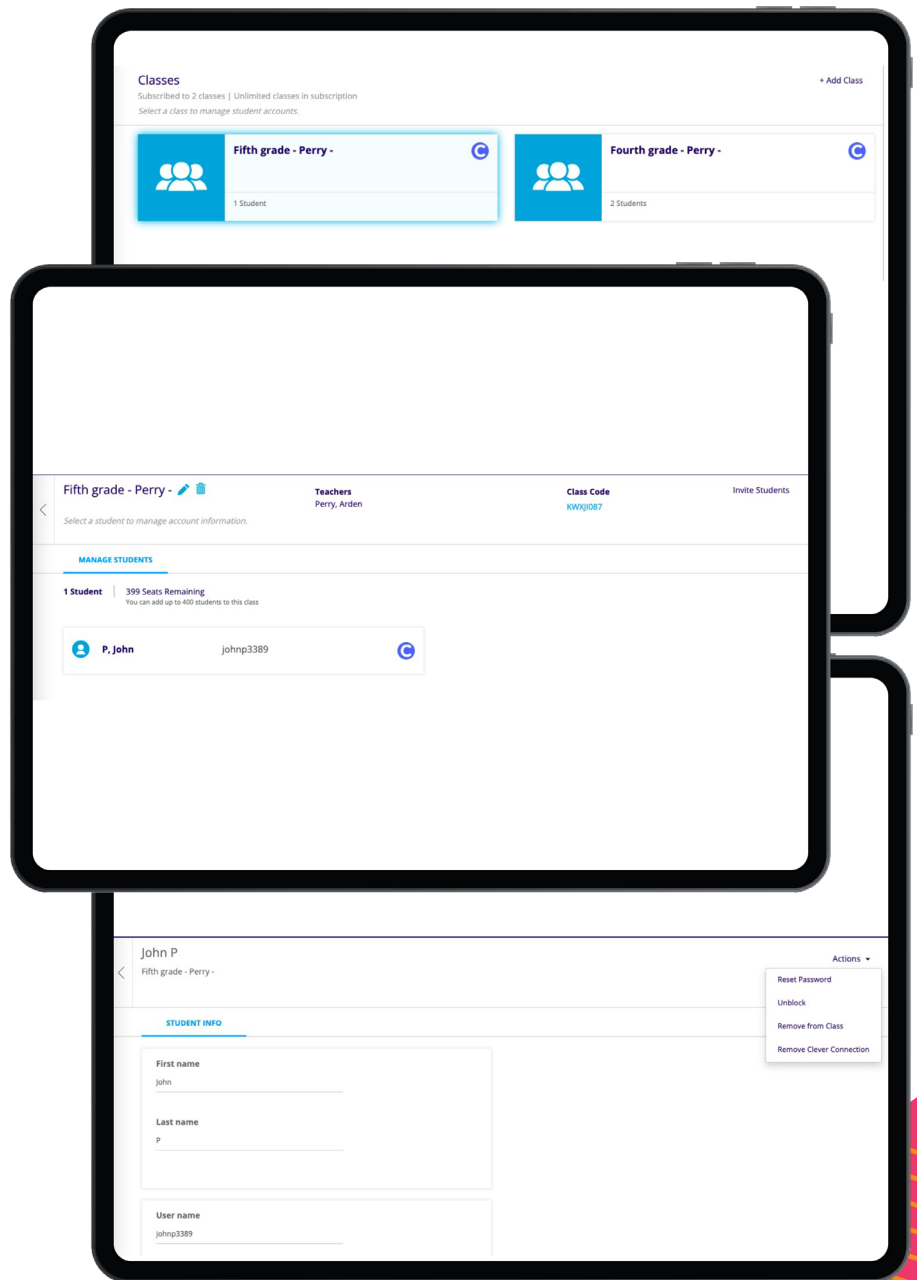 Classes
+ Add Class
Subscribed to 2 classes | Unlimited classes in subscription
Select a class to manage student accounts.
Fifth grade - Perry -
1 Student
Fourth grade - Perry -
2 Students
Fifth grade - Perry -
Select a student to manage account information.
Teachers
Perry, Arden
Class Code
KWXJI087
Invite Students
MANAGE STUDENTS
1 Student
399 Seats Remaining
You can add up to 400 students to this class
P, John
johnp3389
John P
Fifth grade - Perry -
Actions
Reset Password
Unblock
Remove from Class
Remove Clever Connection
STUDENT INFO
First name
John
Last name
P
User name
johnp3389